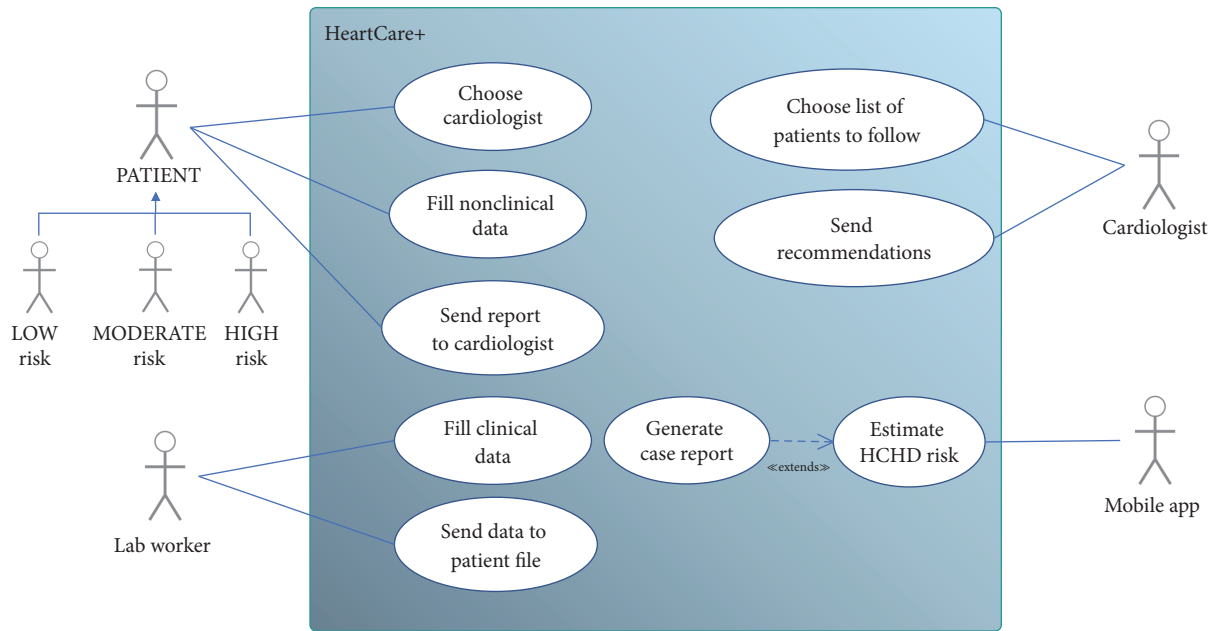 HeartCare+
Choose
cardiologist
Choose list of
patients to follow
PATIENT
Fill nonclinical
data
Send
recommendations
Cardiologist
LOW
risk
MODERATE
risk
HIGH
risk
Send report
to cardiologist
Fill clinical
data
Generate
case report
≪extends≫
Estimate
HCHD risk
Lab worker
Send data to
patient file
Mobile app